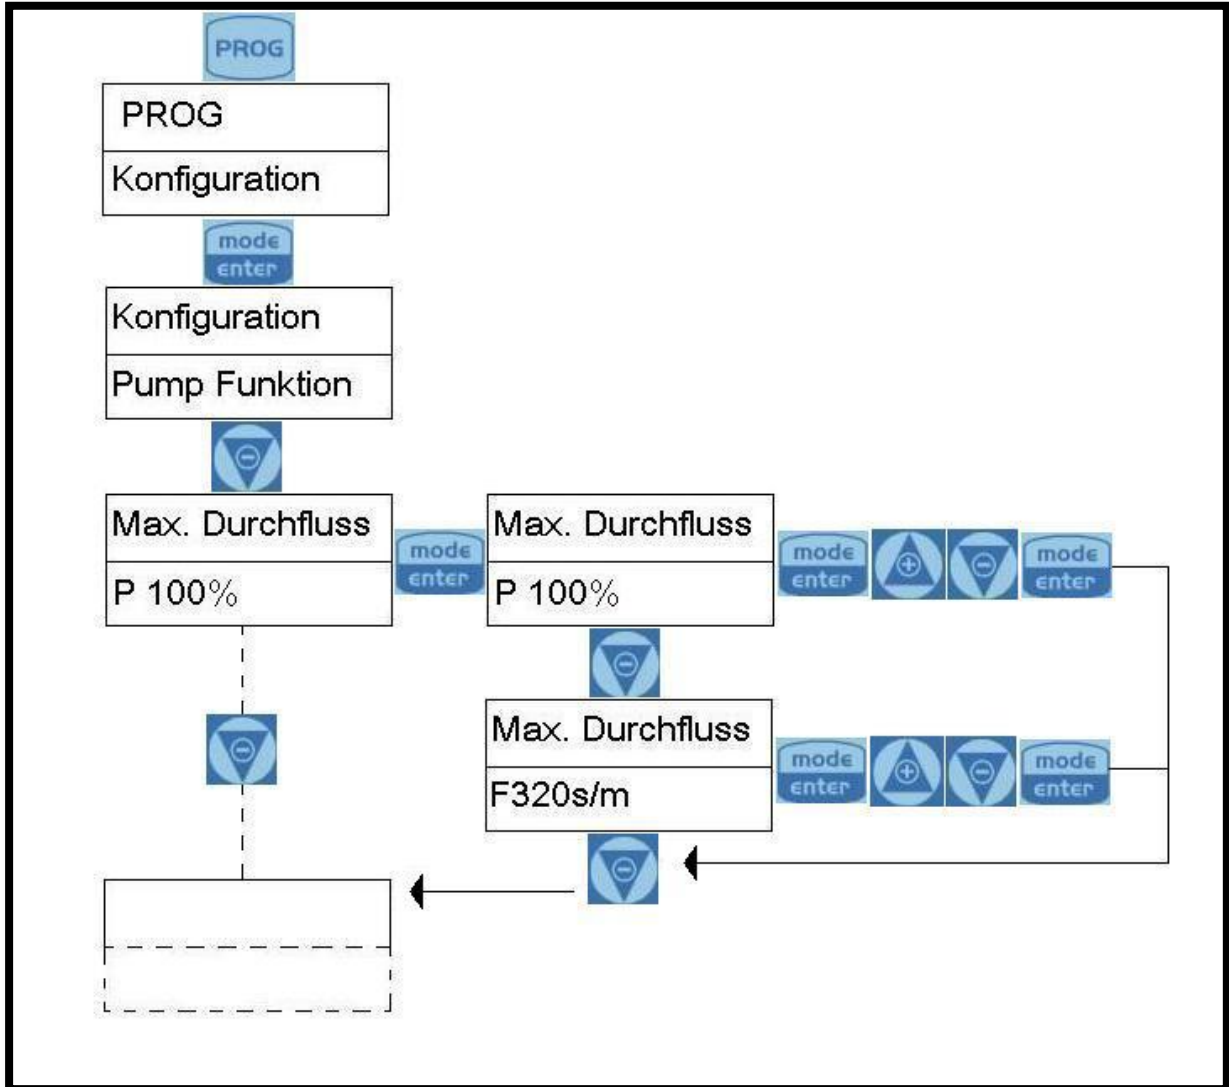 PROG
PROG
Konfiguration
mode
enter
Konfiguration
Pump Funktion
Max. Durchfluss
P 100%
mode
enter
Max. Durchfluss
P 100%
mode
enter
mode
enter
Max. Durchfluss
F320s/m
mode
enter
mode
enter